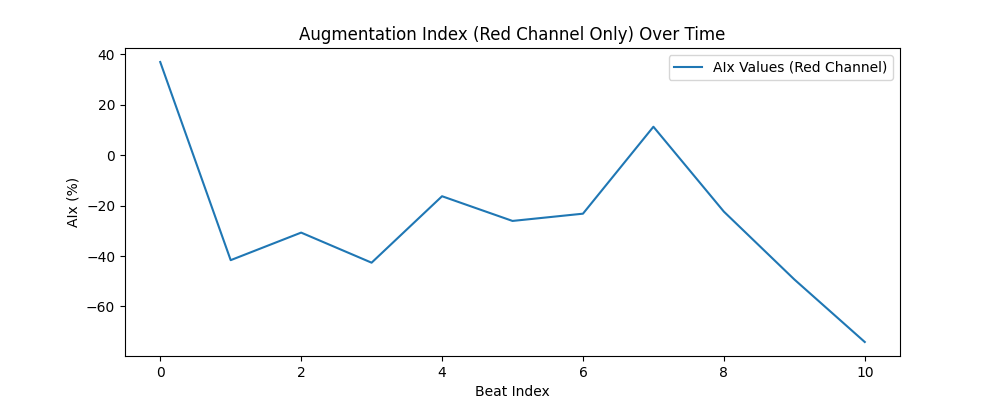 Augmentation Index (Red Channel Only) Over Time
AIx Values (Red Channel)
AIx (%)
40
20
0
−20
−40
−60
0 2 4 6 8 10
Beat Index